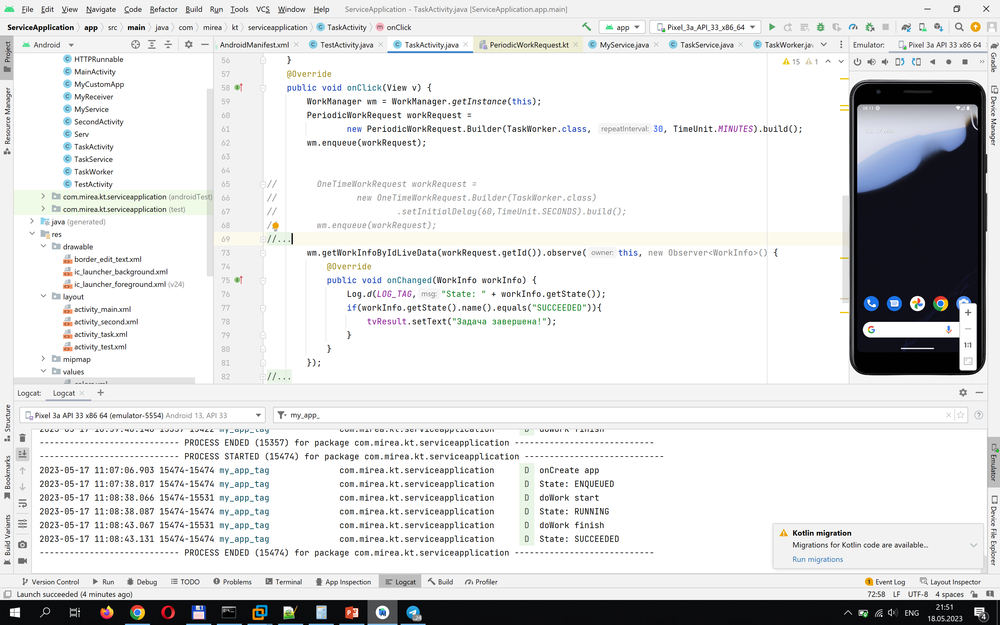 File Edit View Navigate Code Refactor Build Run Tools VCS Window Help ServiceApplication - TaskActivity.java [ServiceApplication.app.main]
ServiceApplication app src main java com mirea kt serviceapplication TaskActivity onClick app Pixel_3a_API_33_x86_64
Project
Resource Manager
Structure
Bookmarks
Build Variants
Android
HTTPRunnable
MainActivity
MyCustomApp
MyReceiver
MyService
SecondActivity
Serv
TaskActivity
TaskService
TaskWorker
TestActivity
com.mirea.kt.serviceapplication (androidTest)
com.mirea.kt.serviceapplication (test)
java (generated)
res
drawable
border_edit_text.xml
ic_launcher_background.xml
ic_launcher_foreground.xml (v24)
layout
activity_main.xml
activity_second.xml
activity_task.xml
activity_test.xml
mipmap
values
AndroidManifest.xml TestActivity.java TaskActivity.java PeriodicWorkRequest.kt MyService.java TaskService.java TaskWorker.jav
15 1
56 }
57 @Override
58 public void onClick(View v) {
59 WorkManager wm = WorkManager.getInstance(this);
60 PeriodicWorkRequest workRequest =
61 new PeriodicWorkRequest.Builder(TaskWorker.class, repeatInterval: 30, TimeUnit.MINUTES).build();
62 wm.enqueue(workRequest);
63
64
65 // OneTimeWorkRequest workRequest =
66 // new OneTimeWorkRequest.Builder(TaskWorker.class)
67 // .setInitialDelay(60,TimeUnit.SECONDS).build();
68 // wm.enqueue(workRequest);
69 //...
73 wm.getWorkInfoByIdLiveData(workRequest.getId()).observe( owner: this, new Observer<WorkInfo>() {
74 @Override
75 public void onChanged(WorkInfo workInfo) {
76 Log.d(LOG_TAG, msg: "State: " + workInfo.getState());
77 if(workInfo.getState().name().equals("SUCCEEDED")){
78 tvResult.setText("Задача завершена!");
79 }
80 }
81 });
82 //...
Emulator: Pixel 3a API 33 x86 64
08:11
Ср, 17 мая
1:1
Gradle
Device Manager
Emulator
Device File Explorer
Logcat: Logcat
Pixel 3a API 33 x86 64 (emulator-5554) Android 13, API 33 my_app_
2023-05-17 10:59:40.148 15357-15422 my_app_tag com.mirea.kt.serviceapplication D doWork finish
---------------------------- PROCESS ENDED (15357) for package com.mirea.kt.serviceapplication ----------------------------
---------------------------- PROCESS STARTED (15474) for package com.mirea.kt.serviceapplication ----------------------------
2023-05-17 11:07:06.903 15474-15474 my_app_tag com.mirea.kt.serviceapplication D onCreate app
2023-05-17 11:07:38.017 15474-15474 my_app_tag com.mirea.kt.serviceapplication D State: ENQUEUED
2023-05-17 11:08:38.066 15474-15531 my_app_tag com.mirea.kt.serviceapplication D doWork start
2023-05-17 11:08:38.087 15474-15474 my_app_tag com.mirea.kt.serviceapplication D State: RUNNING
2023-05-17 11:08:43.067 15474-15531 my_app_tag com.mirea.kt.serviceapplication D doWork finish
2023-05-17 11:08:43.131 15474-15474 my_app_tag com.mirea.kt.serviceapplication D State: SUCCEEDED
---------------------------- PROCESS ENDED (15474) for package com.mirea.kt.serviceapplication ----------------------------
Kotlin migration
Migrations for Kotlin code are available...
Run migrations
Version Control Run Debug TODO Problems Terminal App Inspection Logcat Build Profiler 1 Event Log Layout Inspector
Launch succeeded (4 minutes ago) 72:58 LF UTF-8 4 spaces
..24
ENG
21:51
18.05.2023
4